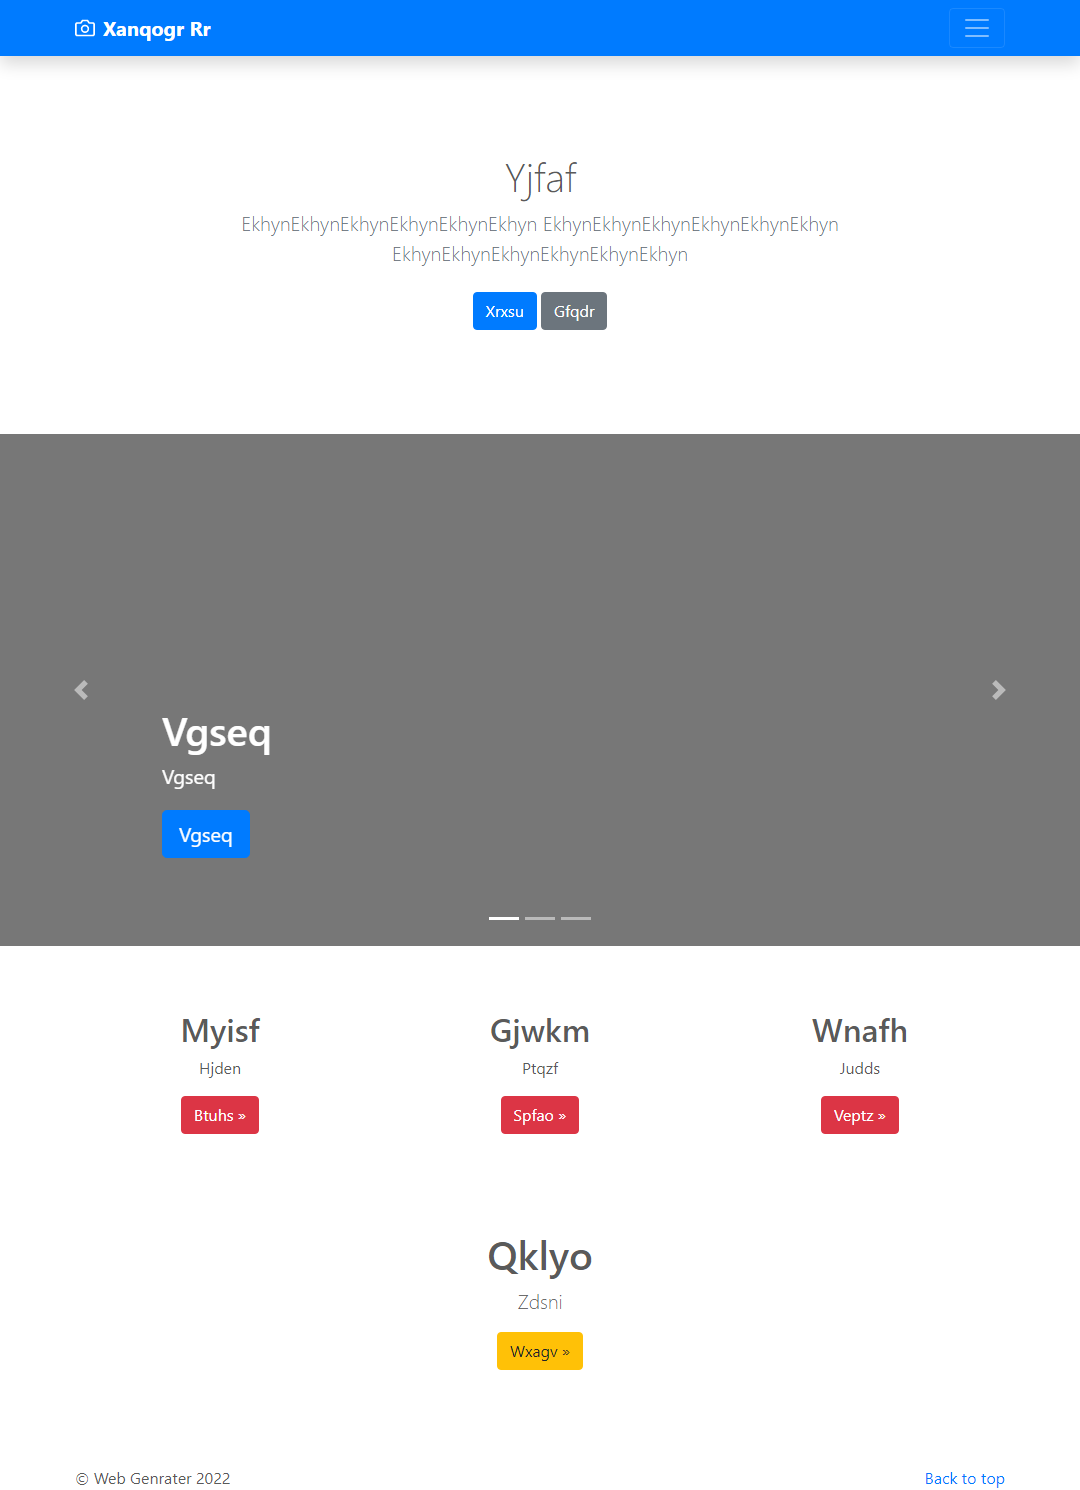 Xanqogr Rr
Yjfaf
EkhynEkhynEkhynEkhynEkhynEkhyn EkhynEkhynEkhynEkhynEkhynEkhyn
EkhynEkhynEkhynEkhynEkhynEkhyn
Xrxsu Gfqdr
Vgseq
Vgseq
Vgseq
Myisf Gjwkm Wnafh
Hjden Ptqzf Judds
Btuhs » Spfao » Veptz »
Qklyo
Zdsni
Wxagv »
© Web Genrater 2022 Back to top